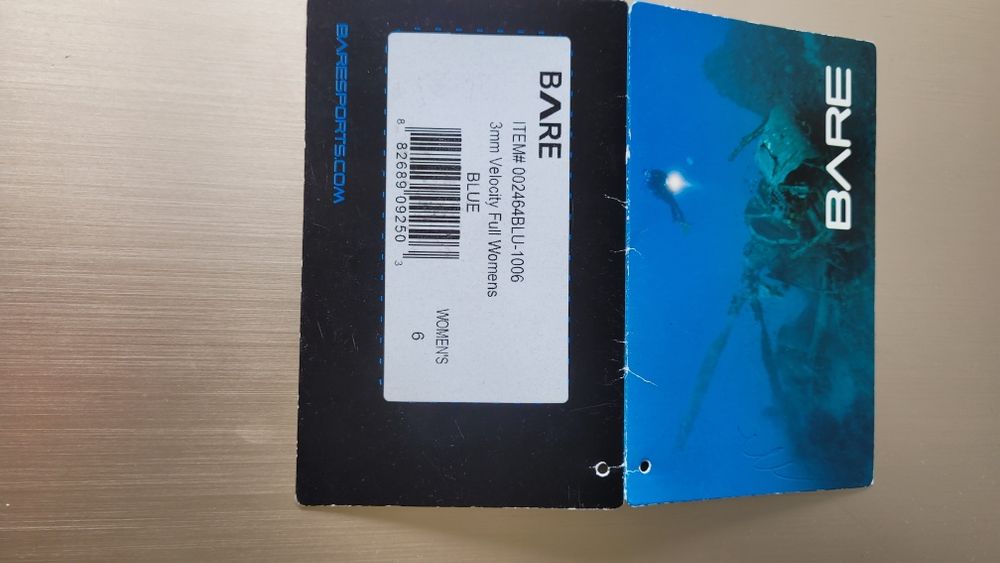 BARE
ITEM# 002464BLU-1006
3mm Velocity Full Womens
BLUE
8 82689 09250 3
WOMEN'S
6
BARESPORTS.COM
BARE